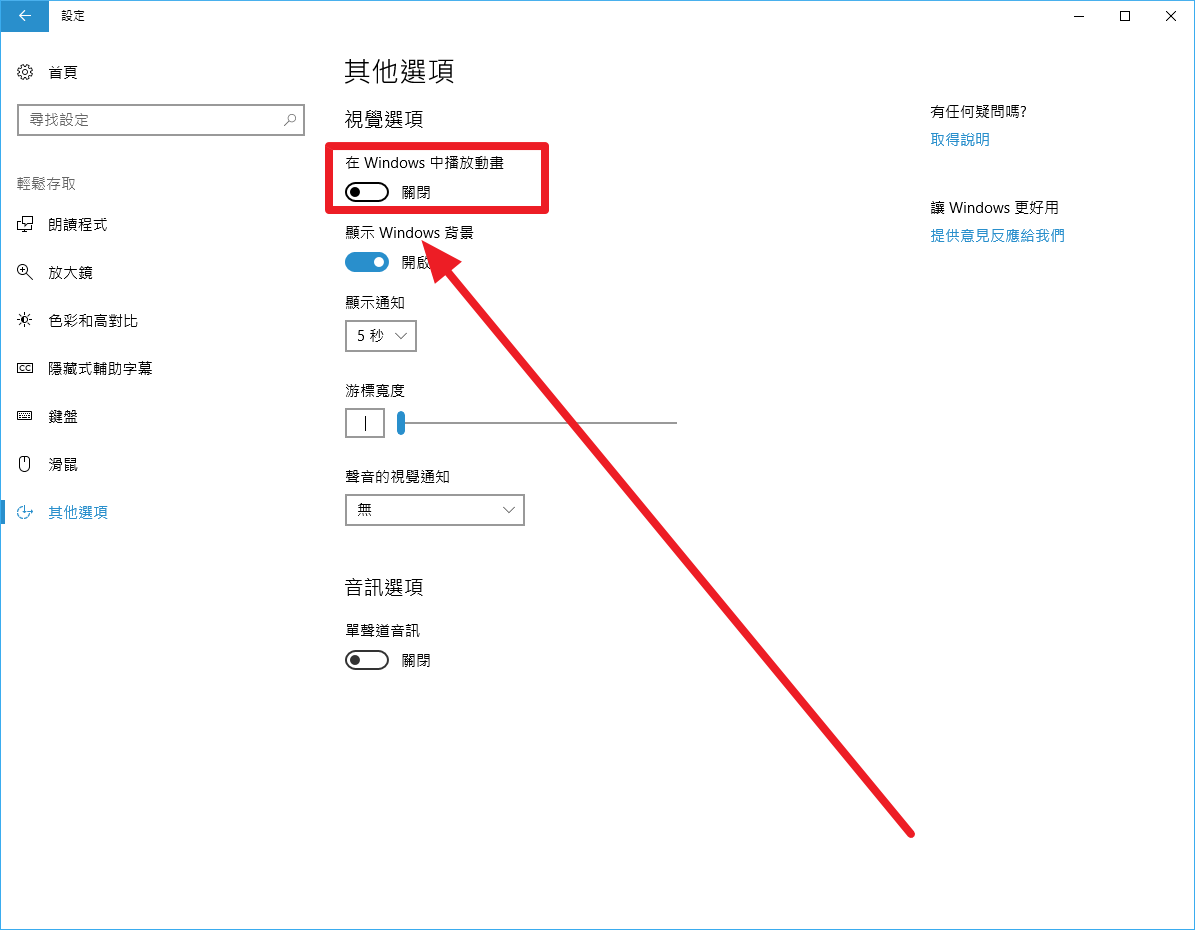 設定
首頁
尋找設定
輕鬆存取
朗讀程式
放大鏡
色彩和高對比
隱藏式輔助字幕
鍵盤
滑鼠
其他選項
其他選項
視覺選項
在 Windows 中播放動畫
關閉
顯示 Windows 背景
開啟
顯示通知
5 秒
游標寬度
聲音的視覺通知
無
音訊選項
單聲道音訊
關閉
有任何疑問嗎?
取得說明
讓 Windows 更好用
提供意見反應給我們